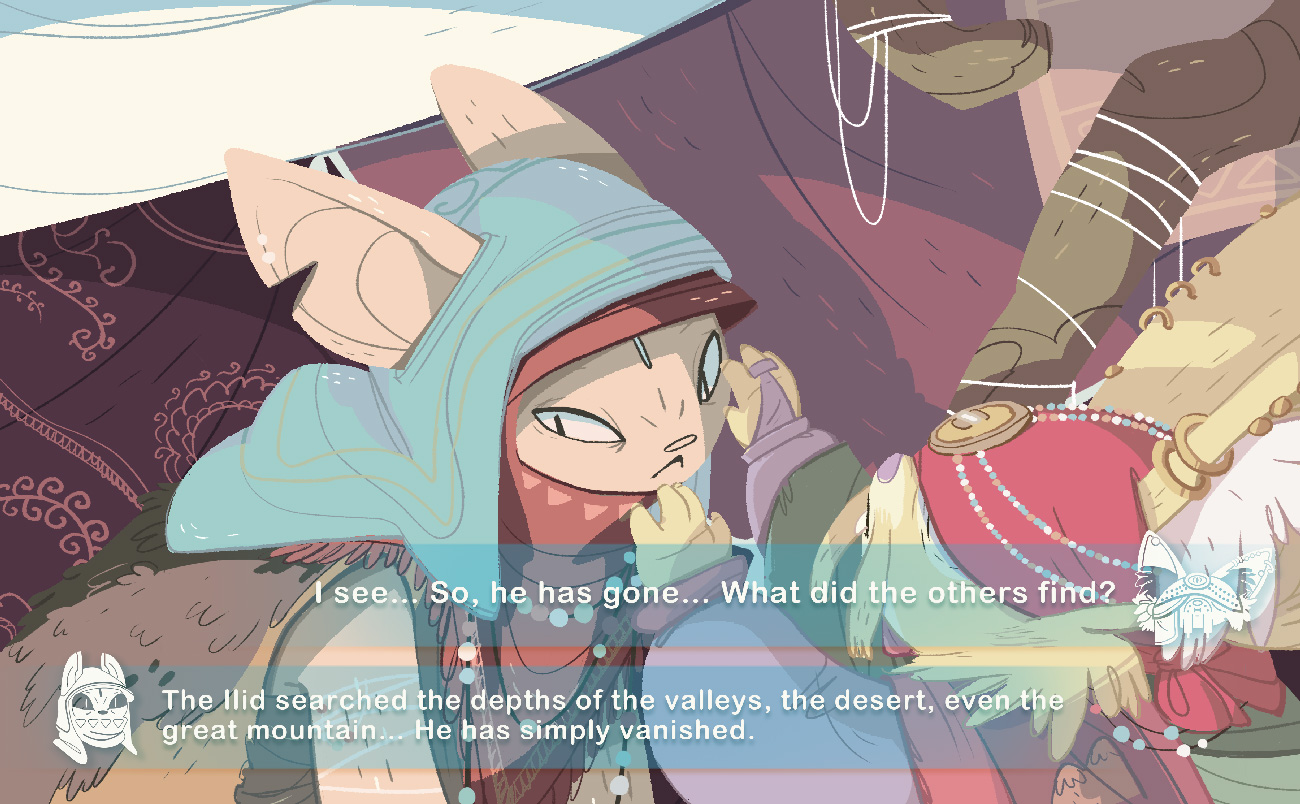 I see... So, he has gone... What did the others find?
The Ilid searched the depths of the valleys, the desert, even the
great mountain... He has simply vanished.